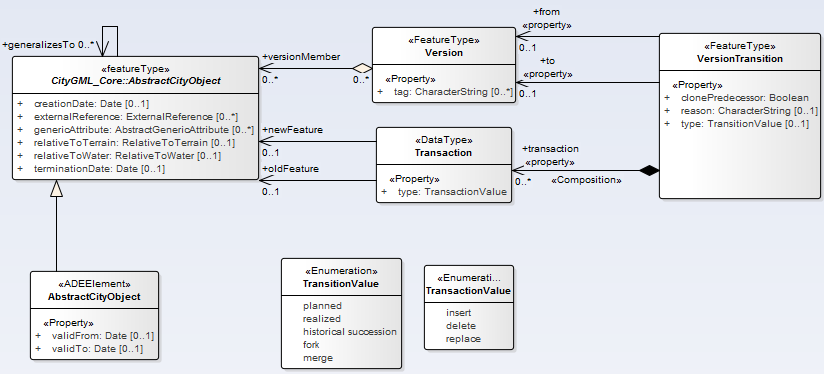 +generalizesTo 0..*
«featureType»
CityGML_Core::AbstractCityObject
+ creationDate: Date [0..1]
+ externalReference: ExternalReference [0..*]
+ genericAttribute: AbstractGenericAttribute [0..*]
+ relativeToTerrain: RelativeToTerrain [0..1]
+ relativeToWater: RelativeToWater [0..1]
+ terminationDate: Date [0..1]
+versionMember
0..*
«FeatureType»
Version
«Property»
+ tag: CharacterString [0..*]
+from
«property»
0..1
+to
«property»
0..1
«FeatureType»
VersionTransition
«Property»
+ clonePredecessor: Boolean
+ reason: CharacterString [0..1]
+ type: TransitionValue [0..1]
+newFeature
0..1
+oldFeature
0..1
«DataType»
Transaction
«Property»
+ type: TransactionValue
+transaction
«property»
0..*
«Composition»
«ADEElement»
AbstractCityObject
«Property»
+ validFrom: Date [0..1]
+ validTo: Date [0..1]
«Enumeration»
TransitionValue
planned
realized
historical succession
fork
merge
«Enumerati...
TransactionValue
insert
delete
replace